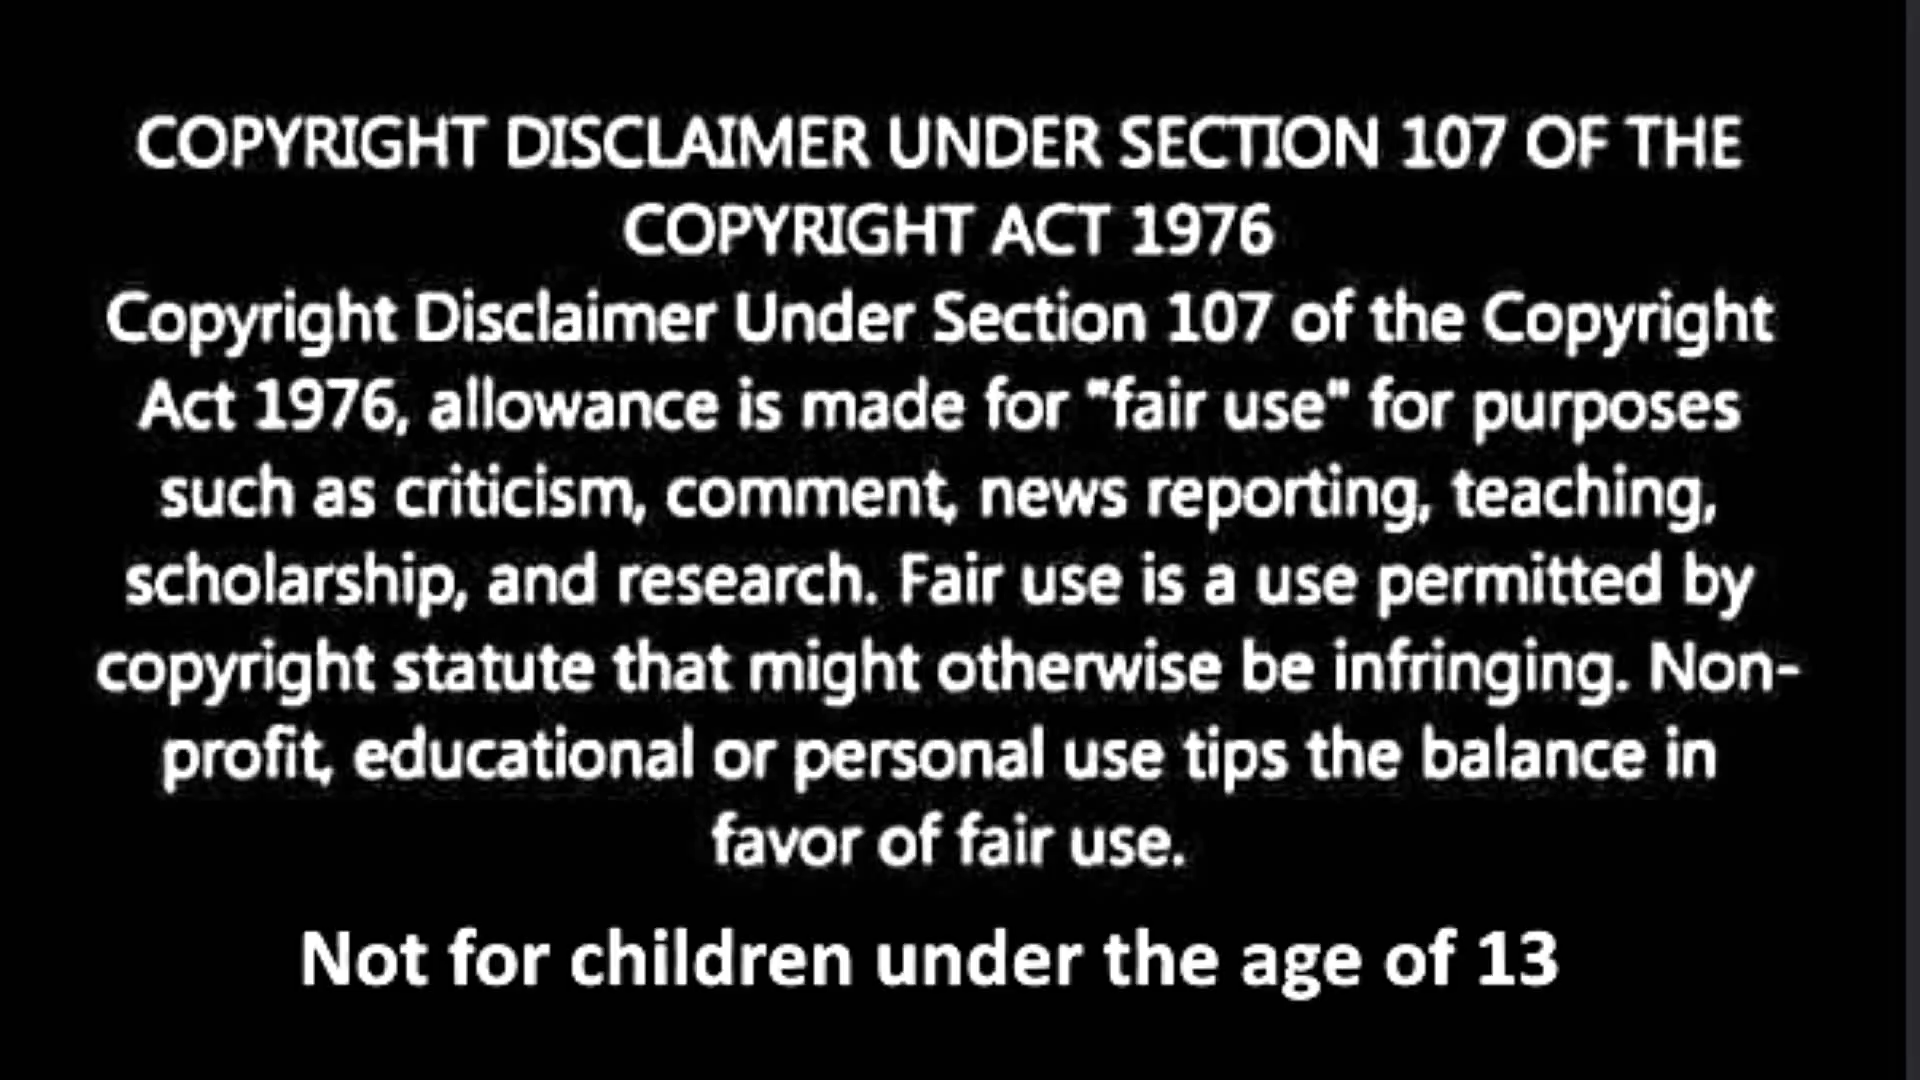 COPYRIGHT DISCLAIMER UNDER SECTION 107 OF THE
COPYRIGHT ACT 1976
Copyright Disclaimer Under Section 107 of the Copyright
Act 1976, allowance is made for "fair use" for purposes
such as criticism, comment, news reporting, teaching,
scholarship, and research. Fair use is a use permitted by
copyright statute that might otherwise be infringing. Non-
profit, educational or personal use tips the balance in
favor of fair use.
Not for children under the age of 13